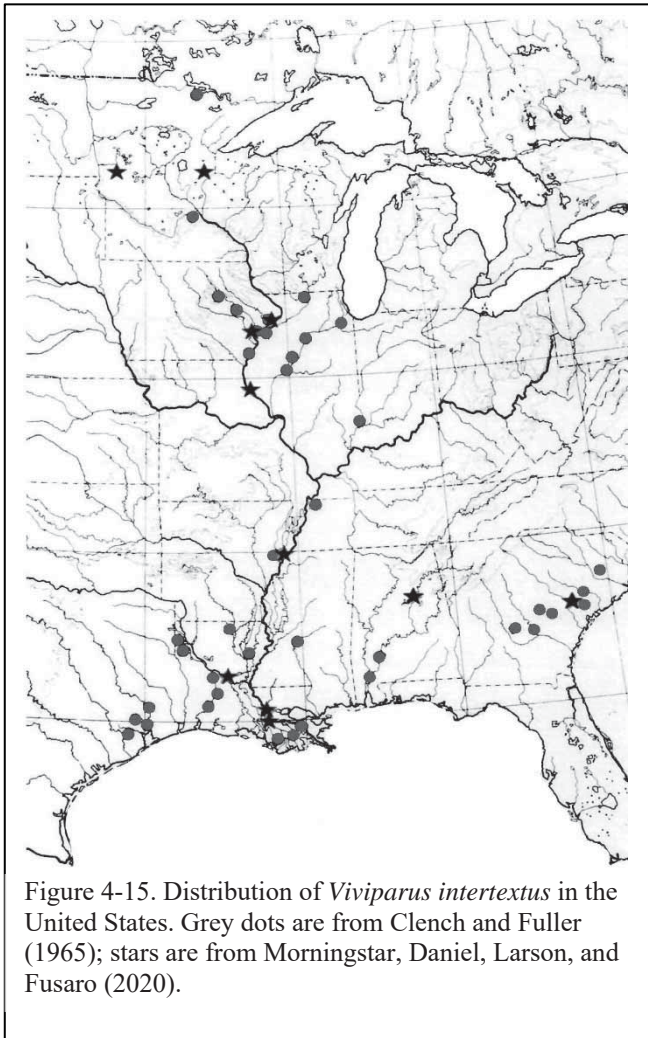 Figure 4-15. Distribution of Viviparus intertextus in the
United States. Grey dots are from Clench and Fuller
(1965); stars are from Morningstar, Daniel, Larson, and
Fusaro (2020).